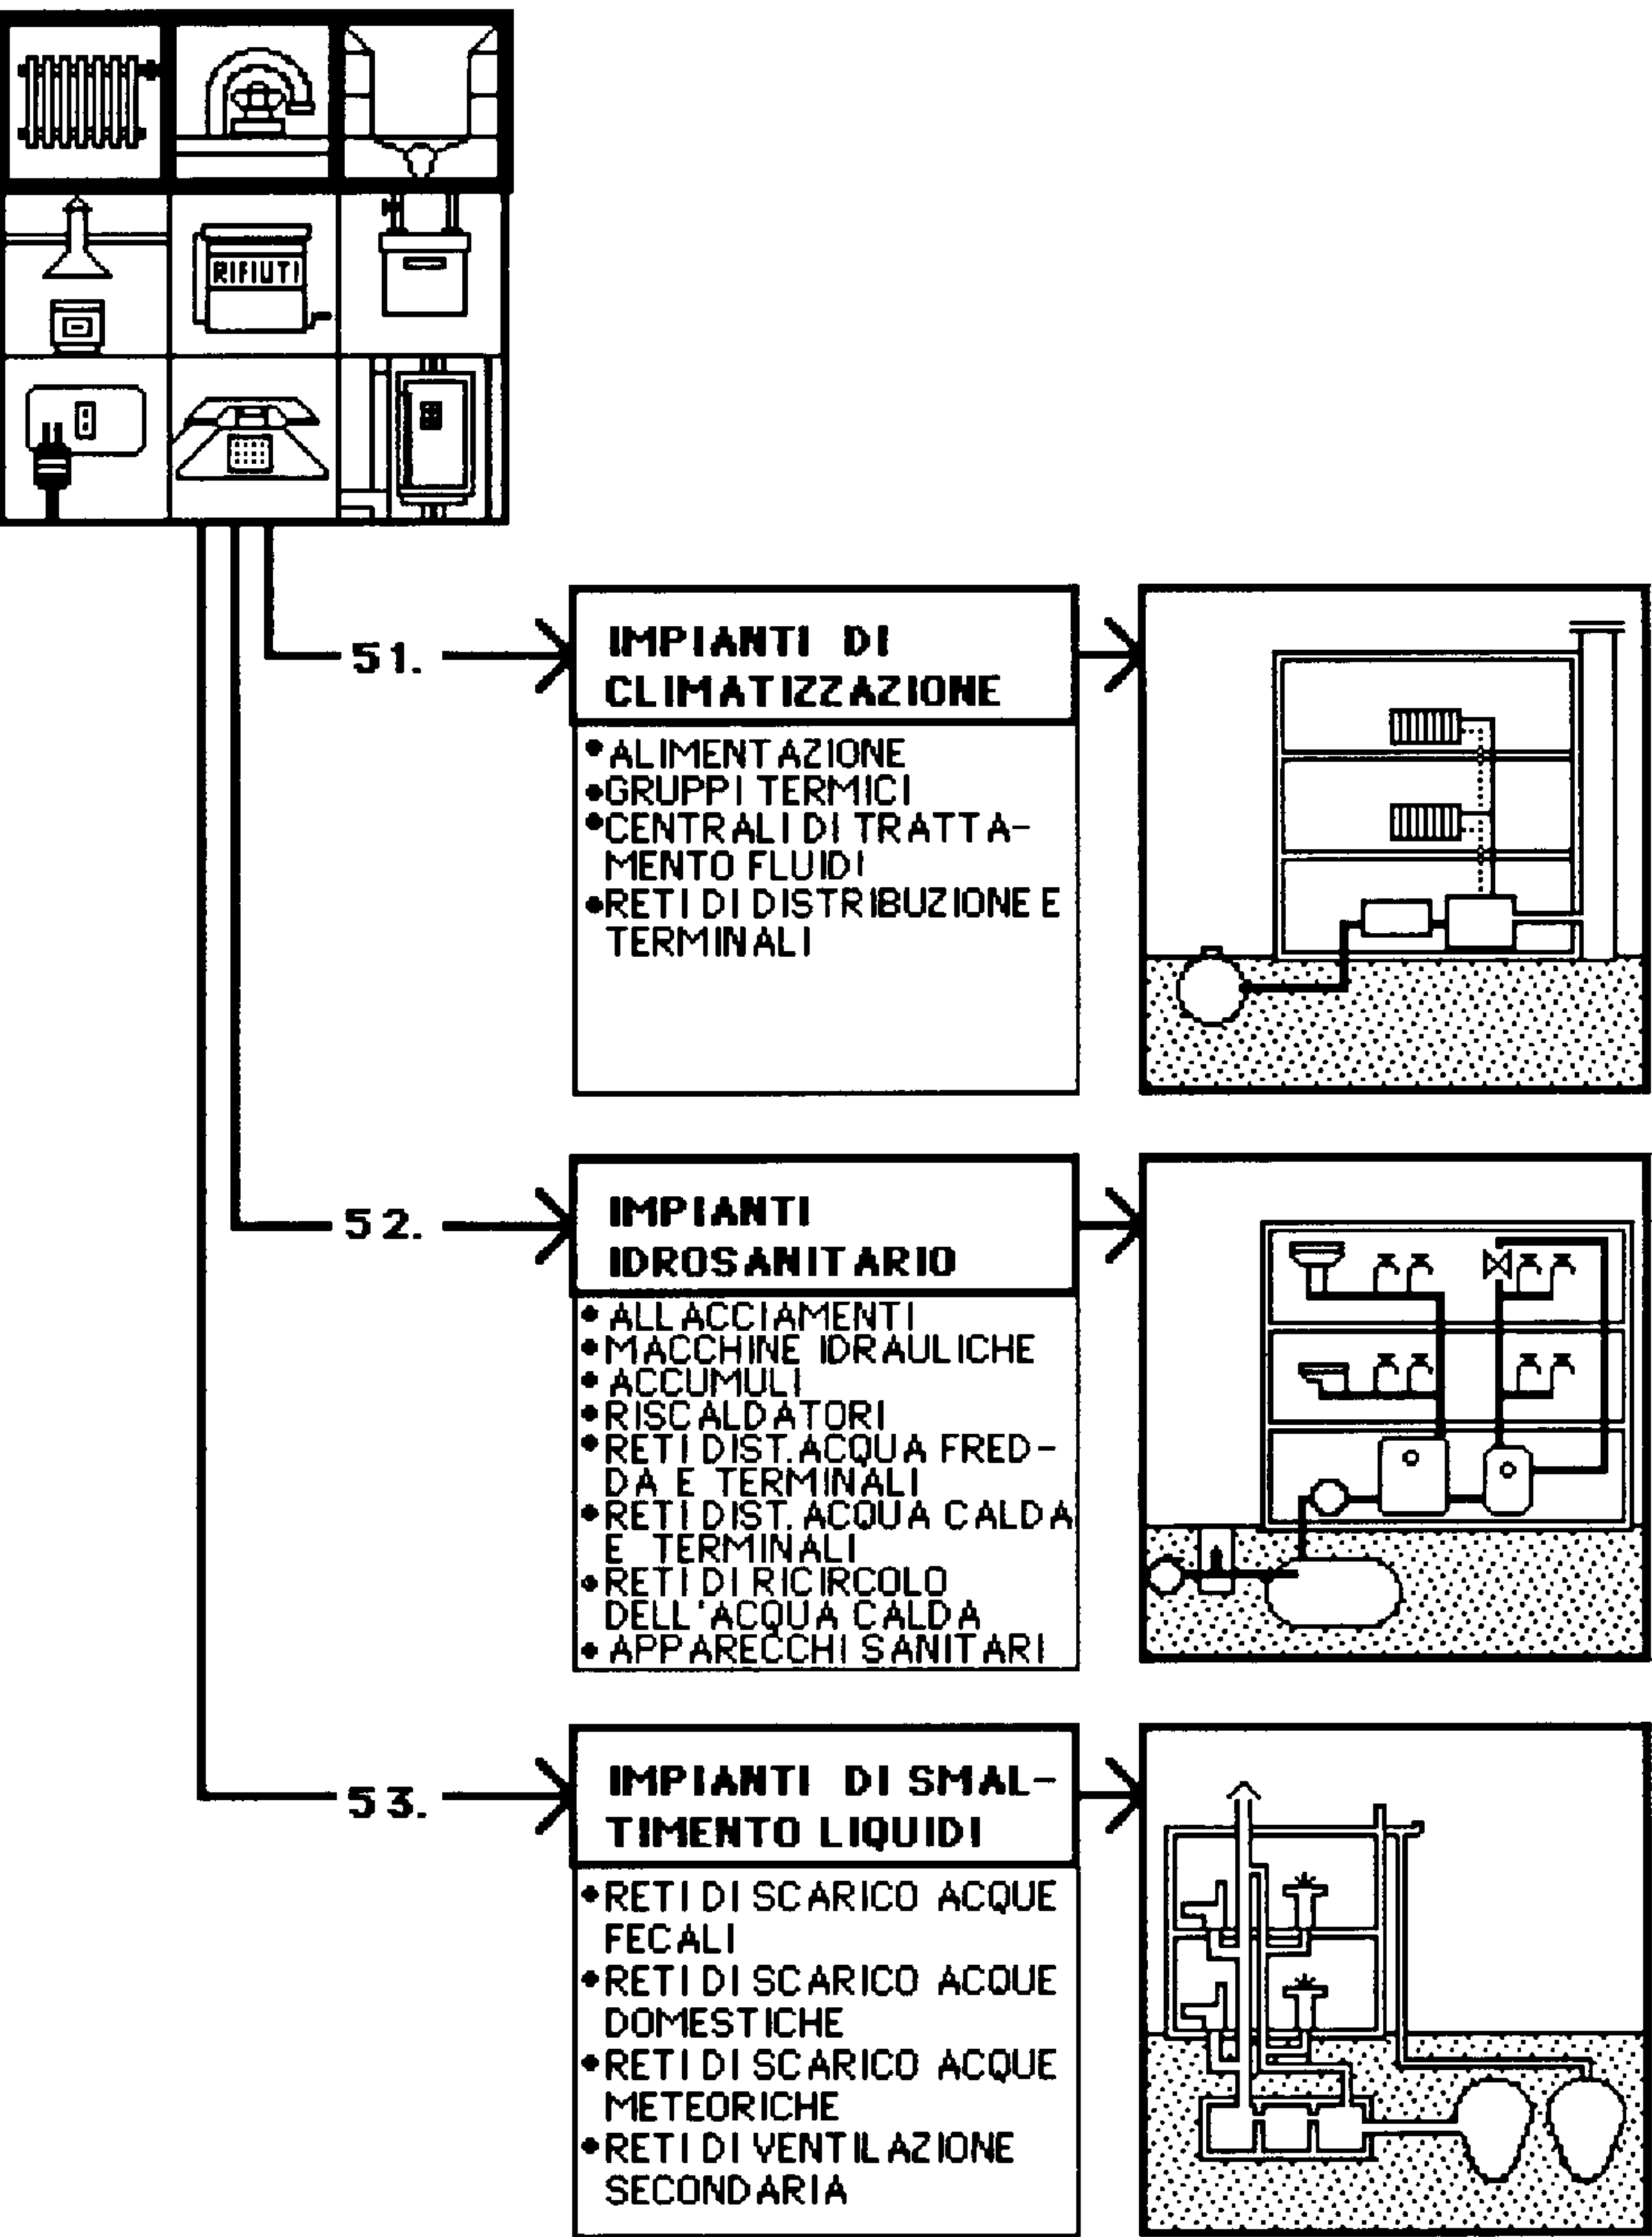 RIFIUTI
51.
IMPIANTI DI
CLIMATIZZAZIONE
•ALIMENTAZIONE
•GRUPPI TERMICI
•CENTRALI DI TRATTA-
MENTO FLUIDI
•RETI DI DISTRIBUZIONE E
TERMINALI
52.
IMPIANTI
IDROSANITARIO
•ALLACCIAMENTI
•MACCHINE IDRAULICHE
•ACCUMULI
•RISCALDATORI
•RETI DIST.ACQUA FRED-
DA E TERMINALI
•RETI DIST. ACQUA CALDA
E TERMINALI
•RETI DI RICIRCOLO
DELL'ACQUA CALDA
•APPARECCHI SANITARI
53.
IMPIANTI DI SMAL-
TIMENTO LIQUIDI
•RETI DI SCARICO ACQUE
FECALI
•RETI DI SCARICO ACQUE
DOMESTICHE
•RETI DI SCARICO ACQUE
METEORICHE
•RETI DI VENTILAZIONE
SECONDARIA